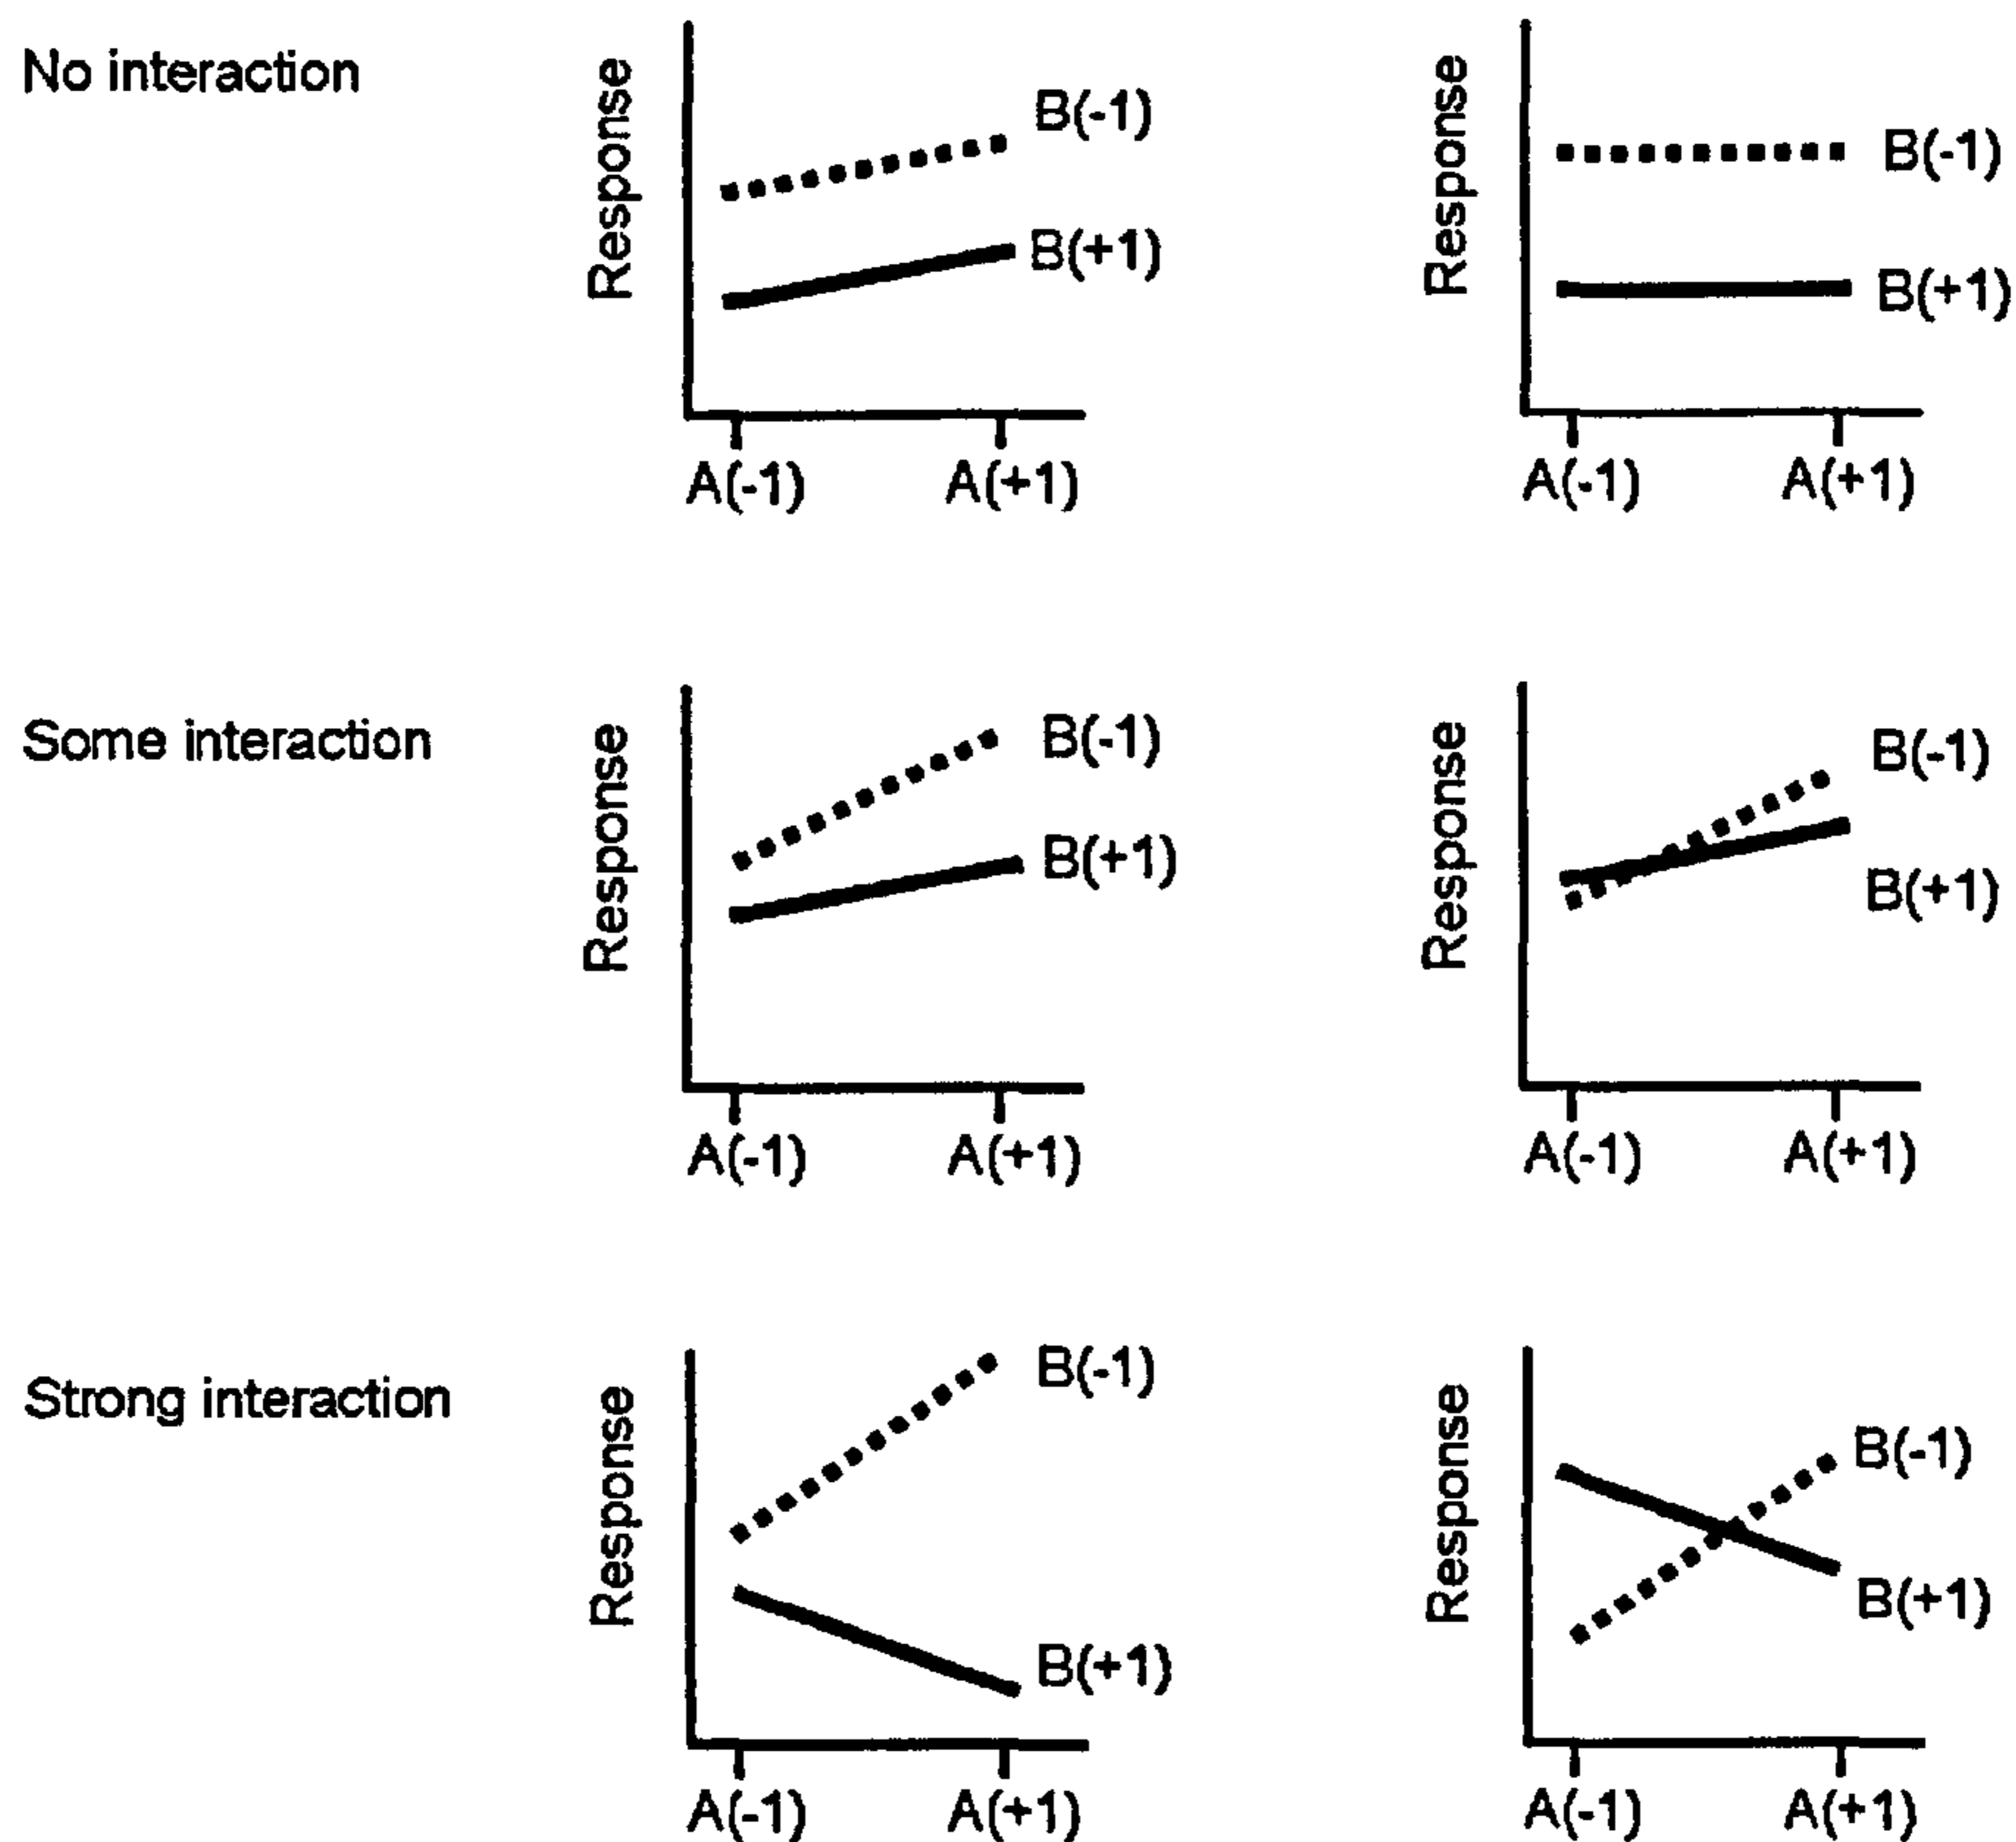 No interaction
Response
B(-1)
B(+1)
A(-1) A(+1)
Response
B(-1)
B(+1)
A(-1) A(+1)
Some interaction
Response
B(-1)
B(+1)
A(-1) A(+1)
Response
B(-1)
B(+1)
A(-1) A(+1)
Strong interaction
Response
B(-1)
B(+1)
A(-1) A(+1)
Response
B(-1)
B(+1)
A(-1) A(+1)